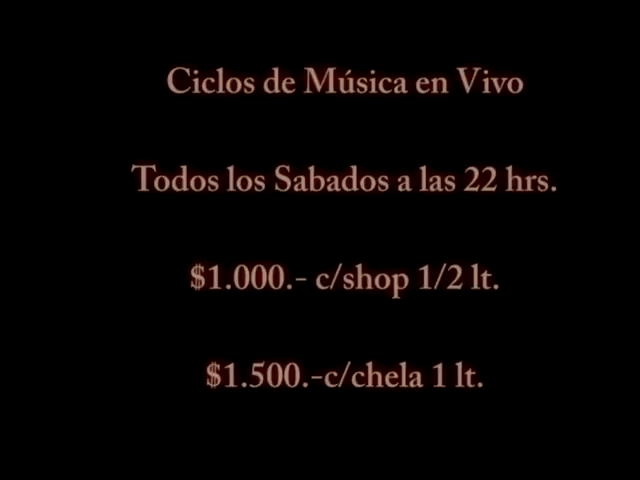 Ciclos de Música en Vivo
Todos los Sabados a las 22 hrs.
$1.000.- c/shop 1/2 lt.
$1.500.-c/chela 1 lt.